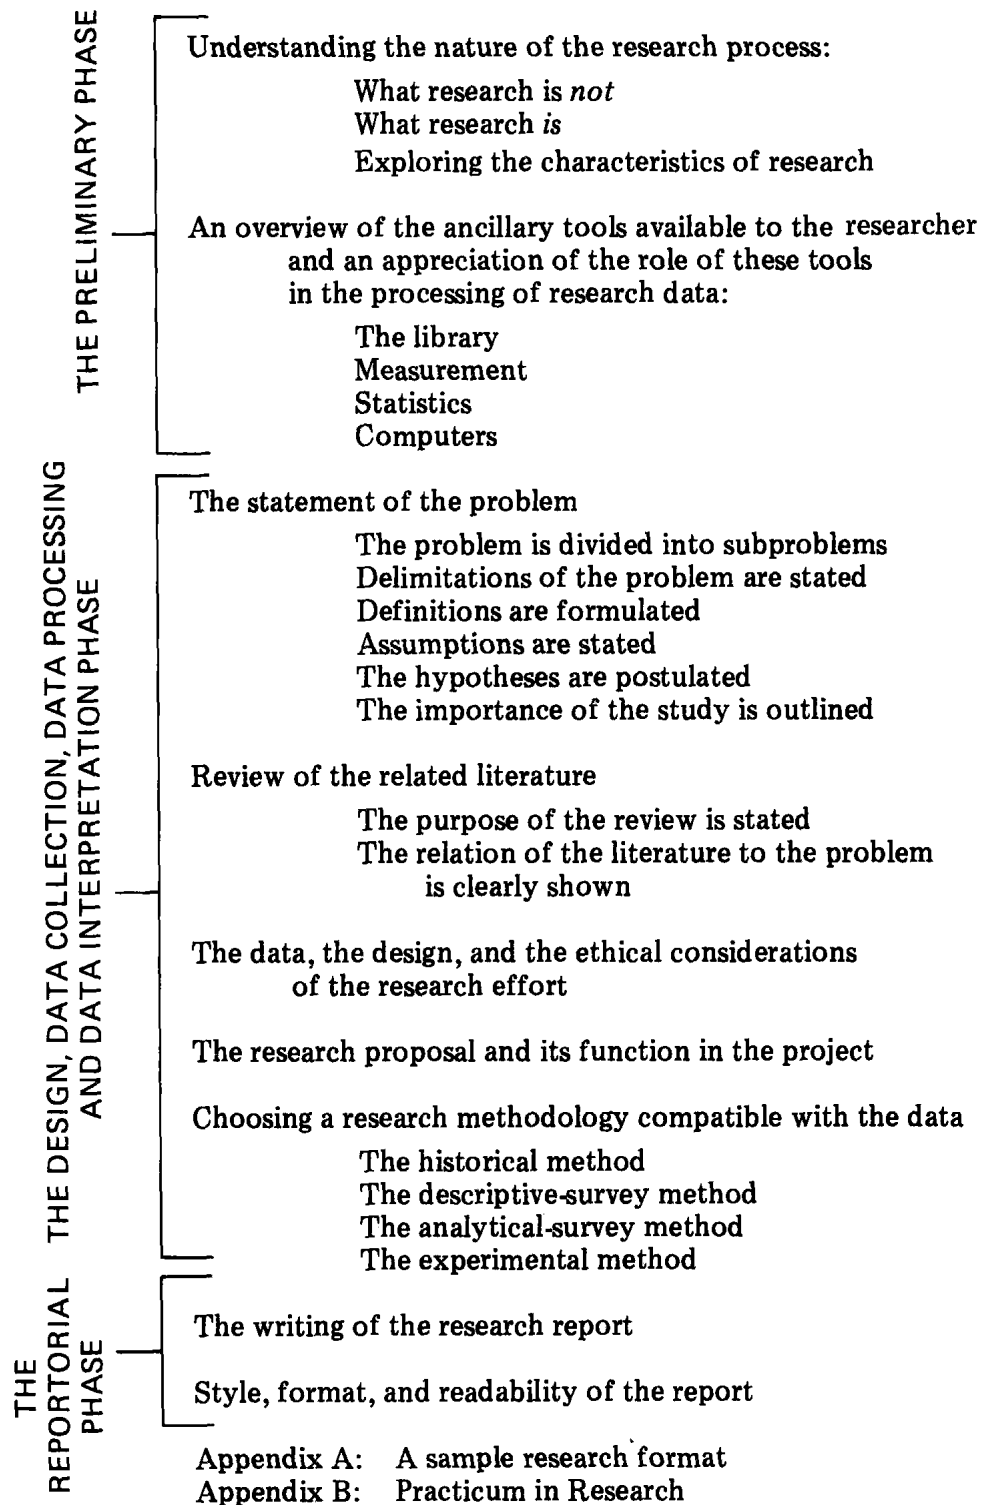 THE PRELIMINARY PHASE
Understanding the nature of the research process:
What research is not
What research is
Exploring the characteristics of research
An overview of the ancillary tools available to the researcher
and an appreciation of the role of these tools
in the processing of research data:
The library
Measurement
Statistics
Computers
THE DESIGN, DATA COLLECTION, DATA PROCESSING
AND DATA INTERPRETATION PHASE
The statement of the problem
The problem is divided into subproblems
Delimitations of the problem are stated
Definitions are formulated
Assumptions are stated
The hypotheses are postulated
The importance of the study is outlined
Review of the related literature
The purpose of the review is stated
The relation of the literature to the problem
is clearly shown
The data, the design, and the ethical considerations
of the research effort
The research proposal and its function in the project
Choosing a research methodology compatible with the data
The historical method
The descriptive-survey method
The analytical-survey method
The experimental method
THE
REPORTORIAL
PHASE
The writing of the research report
Style, format, and readability of the report
Appendix A: A sample research format
Appendix B: Practicum in Research